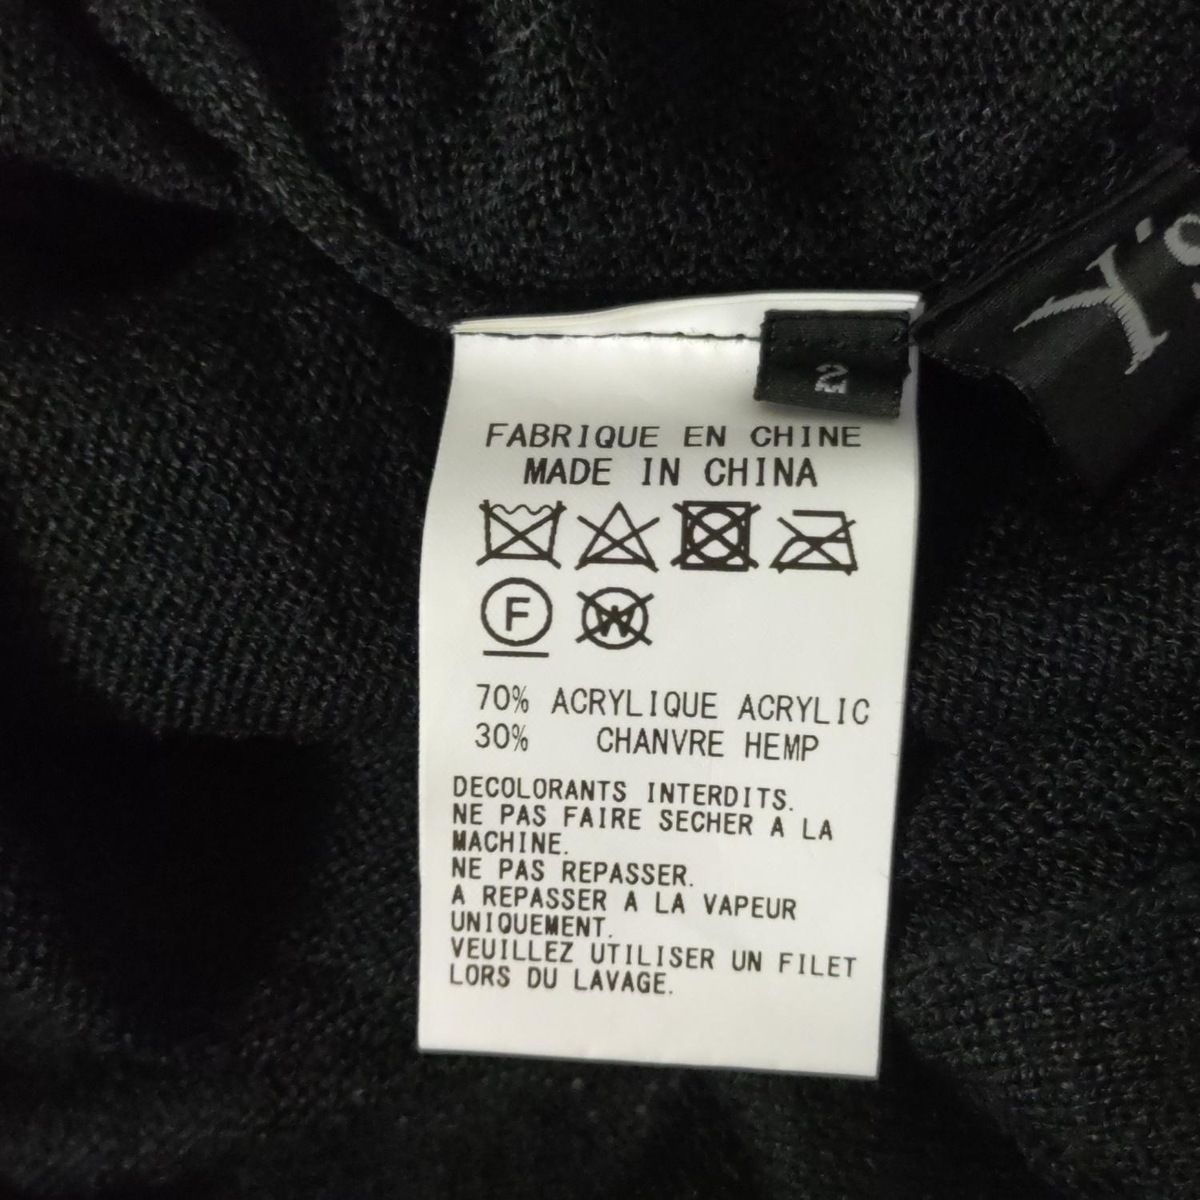 2
FABRIQUE EN CHINE
MADE IN CHINA
F
W
70% ACRYLIQUE ACRYLIC
30% CHANVRE HEMP
DECOLORANTS INTERDITS.
NE PAS FAIRE SECHER A LA
MACHINE.
NE PAS REPASSER.
A REPASSER A LA VAPEUR
UNIQUEMENT.
VEUILLEZ UTILISER UN FILET
LORS DU LAVAGE.